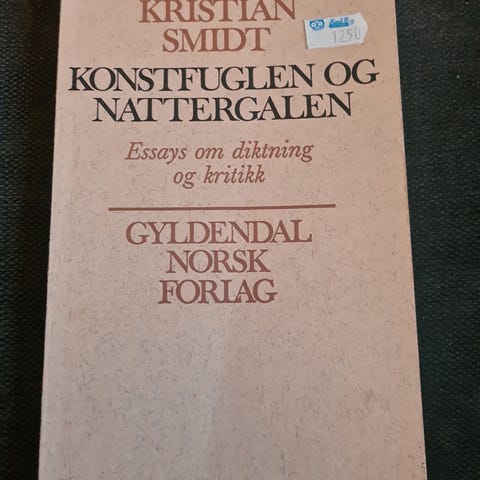 KRISTIAN
SMIDT
1250
KONSTFUGLEN OG
NATTERGALEN
Essays om diktning
og kritikk
GYLDENDAL
NORSK
FORLAG